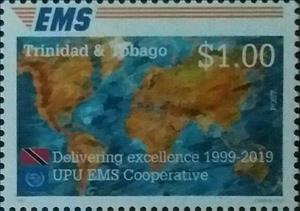 EMS
Trinidad & Tobago
$1.00
Delivering excellence 1999-2019
UPU EMS Cooperative